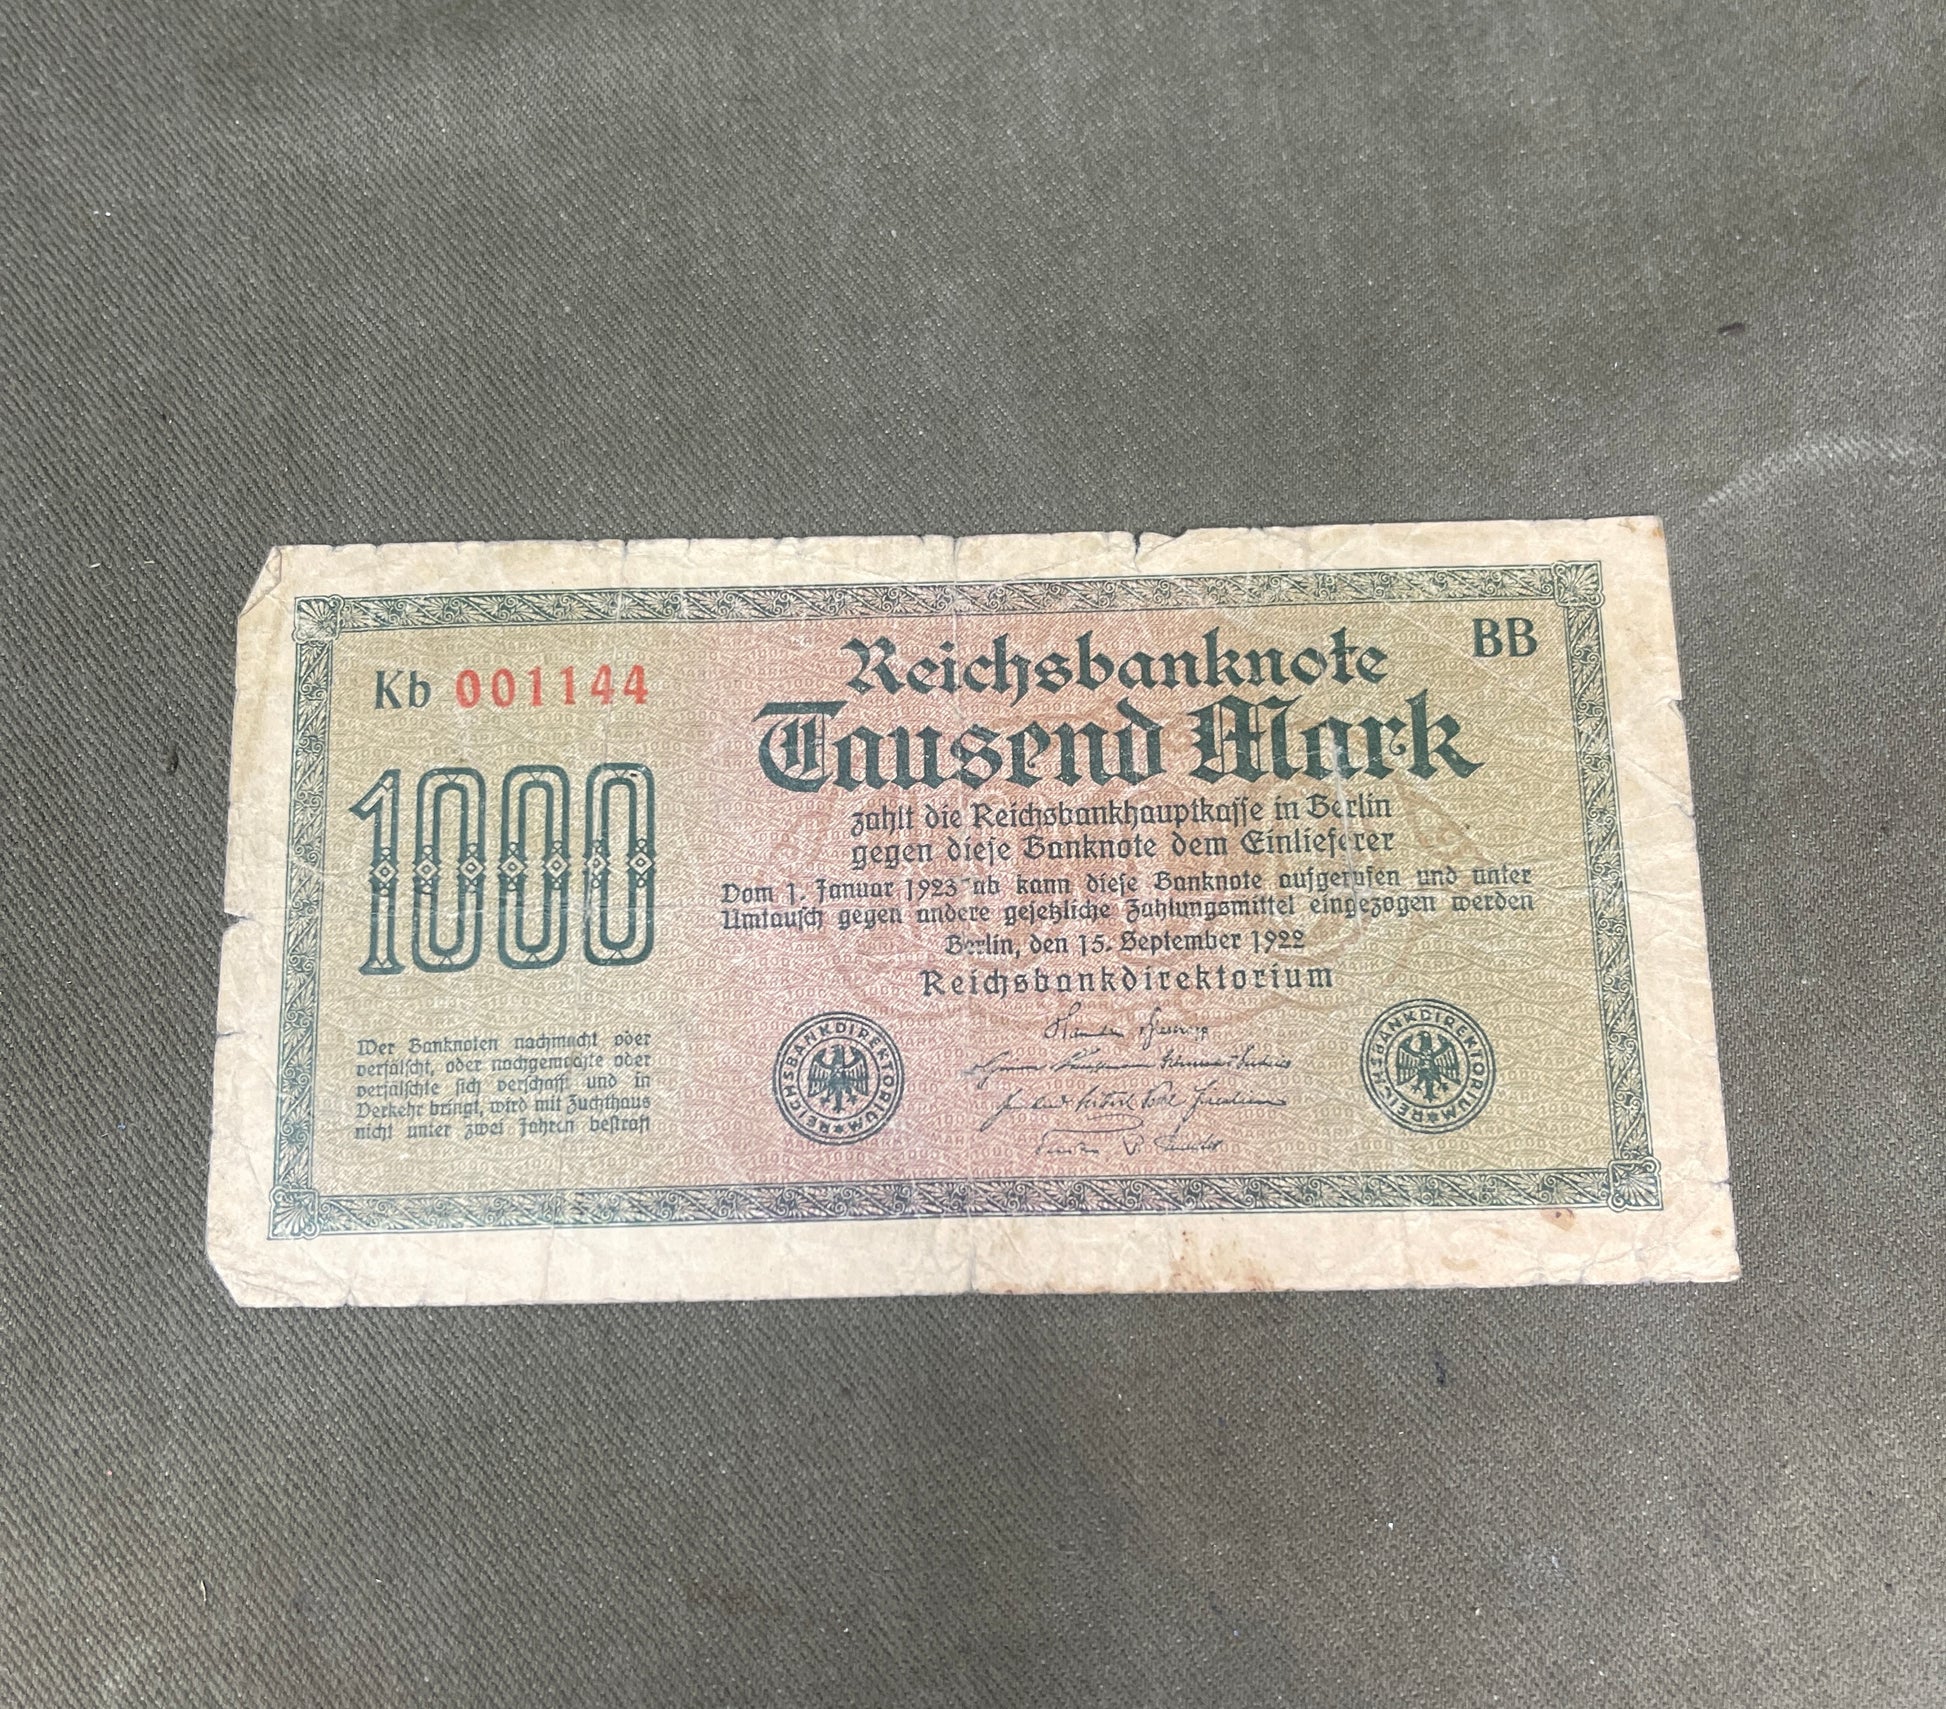 Kb 001144
BB
Reichsbanknote
Tausend Mark
1000
zahlt die Reichsbankhauptkasse in Berlin
gegen diese Banknote dem Einlieferer
Vom 1. Januar 1923 ab kann diese Banknote aufgerufen und unter
Umtausch gegen andere gesetzliche Zahlungsmittel eingezogen werden
Berlin, den 15. September 1922
Reichsbankdirektorium
Wer Banknoten nachmacht oder
verfälscht, oder nachgemachte oder
verfälschte sich verschafft und in
Verkehr bringt, wird mit Zuchthaus
nicht unter zwei Jahren bestraft
REICHSBANKDIREKTORIUM
REICHSBANKDIREKTORIUM